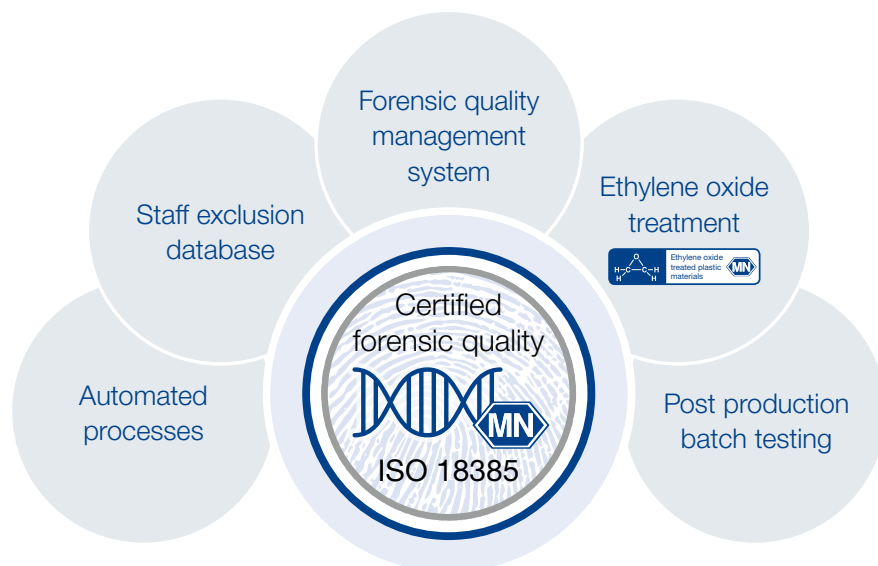 Forensic quality
management
system
Staff exclusion
database
Ethylene oxide
treatment
O
H C C H
H H
Ethylene oxide
treated plastic
materials
MN
Automated
processes
Certified
forensic quality
MN
ISO 18385
Post production
batch testing